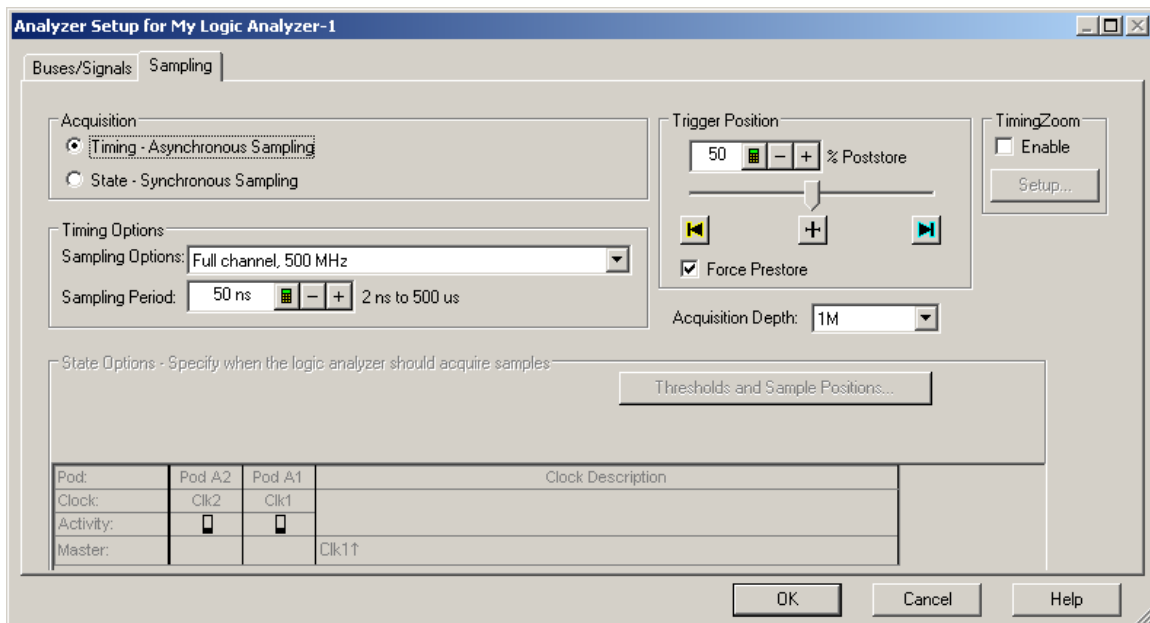 Analyzer Setup for My Logic Analyzer-1
Buses/Signals Sampling
Acquisition
Timing - Asynchronous Sampling
State - Synchronous Sampling
Timing Options
Sampling Options: Full channel, 500 MHz
Sampling Period: 50 ns - + 2 ns to 500 us
Trigger Position
50 - + % Poststore
Force Prestore
Acquisition Depth: 1M
TimingZoom
Enable
Setup...
State Options - Specify when the logic analyzer should acquire samples
Thresholds and Sample Positions...
Pod: Pod A2 Pod A1 Clock Description
Clock: Clk2 Clk1
Activity:
Master: Clk1↑
OK Cancel Help